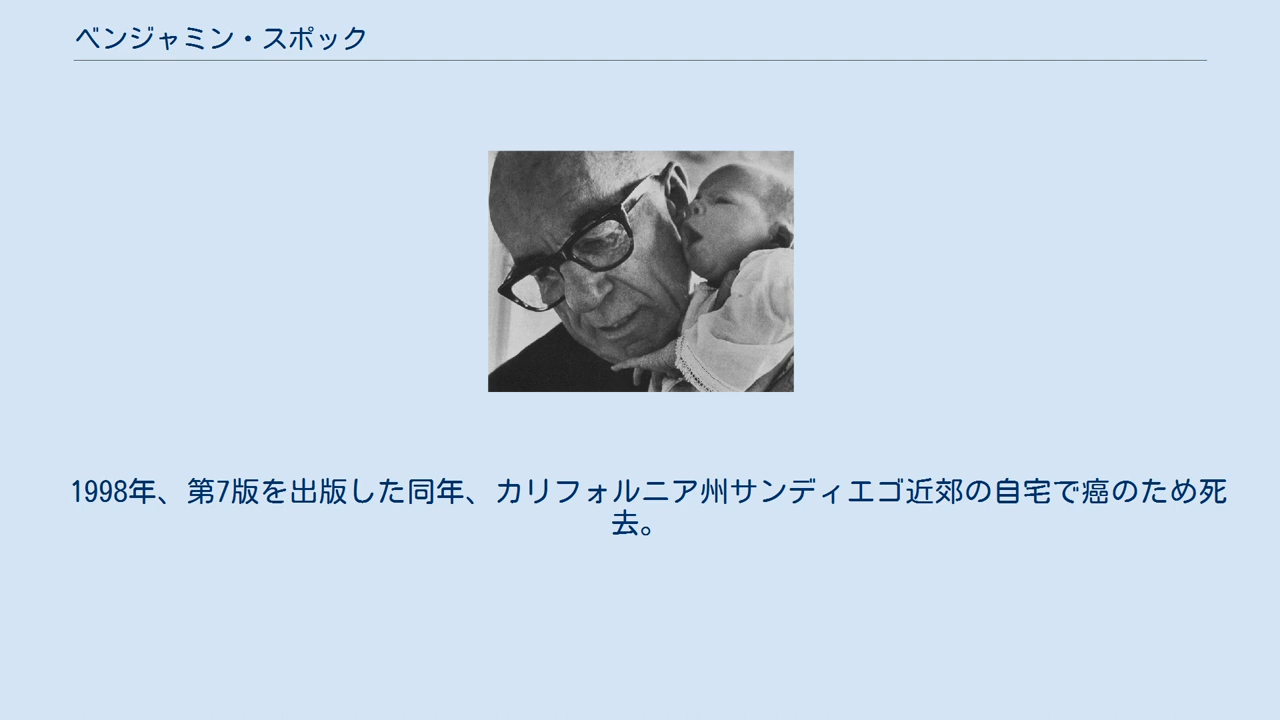 ベンジャミン・スポック
1998年、第7版を出版した同年、カリフォルニア州サンディエゴ近郊の自宅で癌のため死
去。